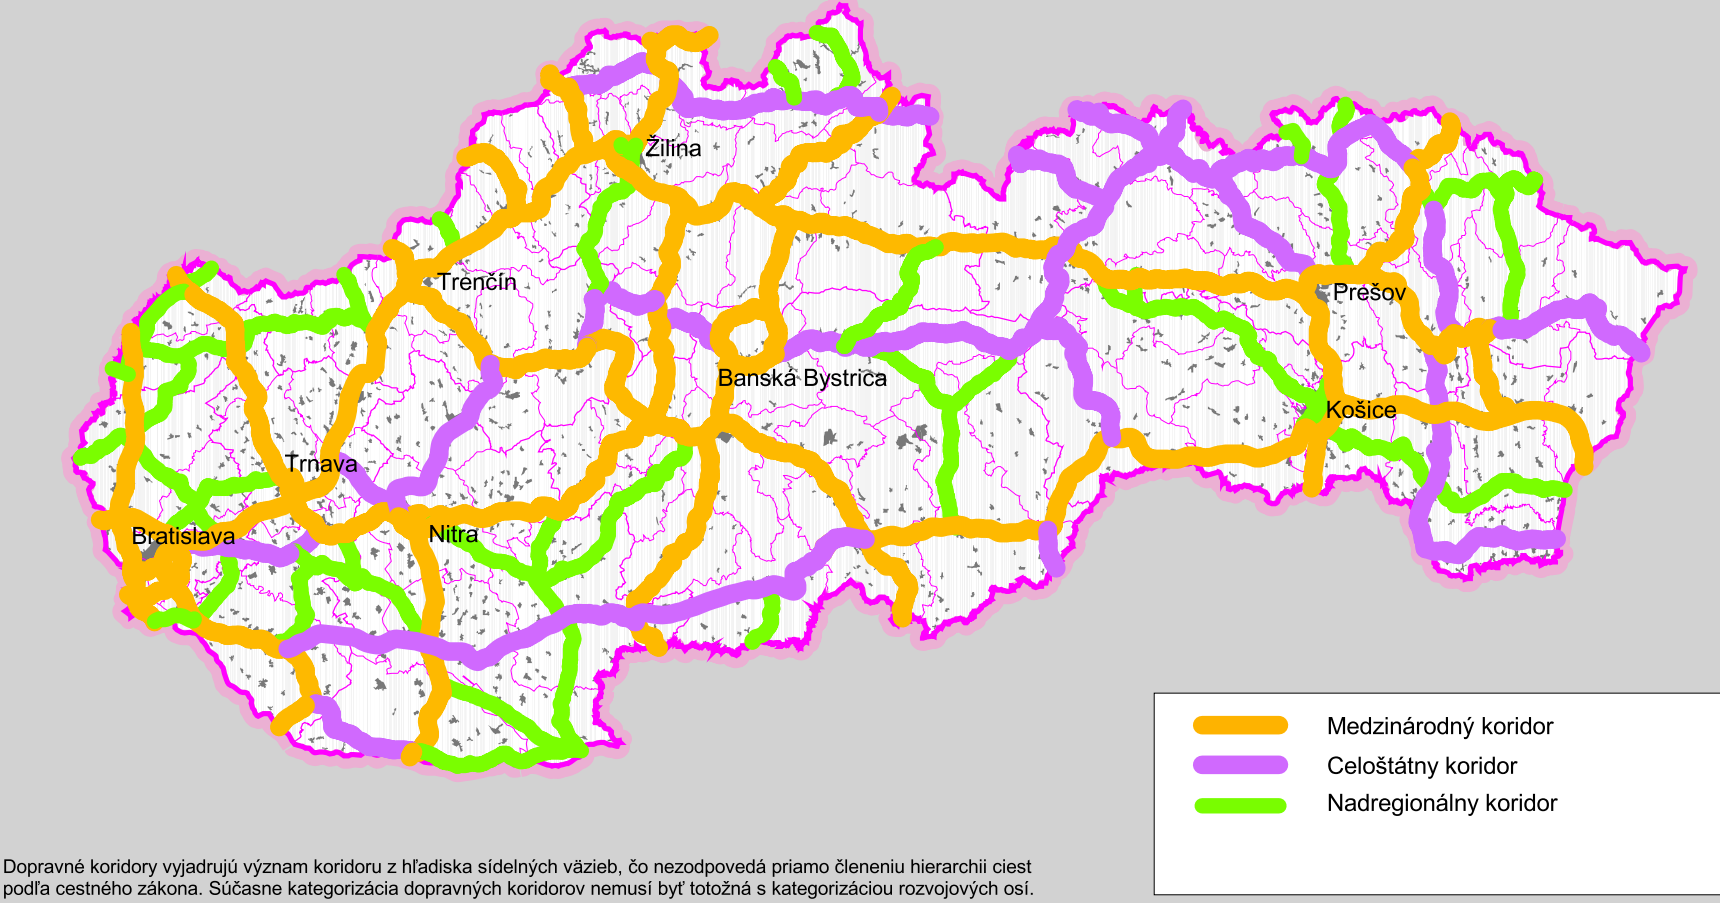 Žilina
Trenčín
Prešov
Banská Bystrica
Košice
Trnava
Bratislava
Nitra
Medzinárodný koridor
Celoštátny koridor
Nadregionálny koridor
Dopravné koridory vyjadrujú význam koridoru z hľadiska sídelných väzieb, čo nezodpovedá priamo členeniu hierarchii ciest
podľa cestného zákona. Súčasne kategorizácia dopravných koridorov nemusí byť totožná s kategorizáciou rozvojových osí.